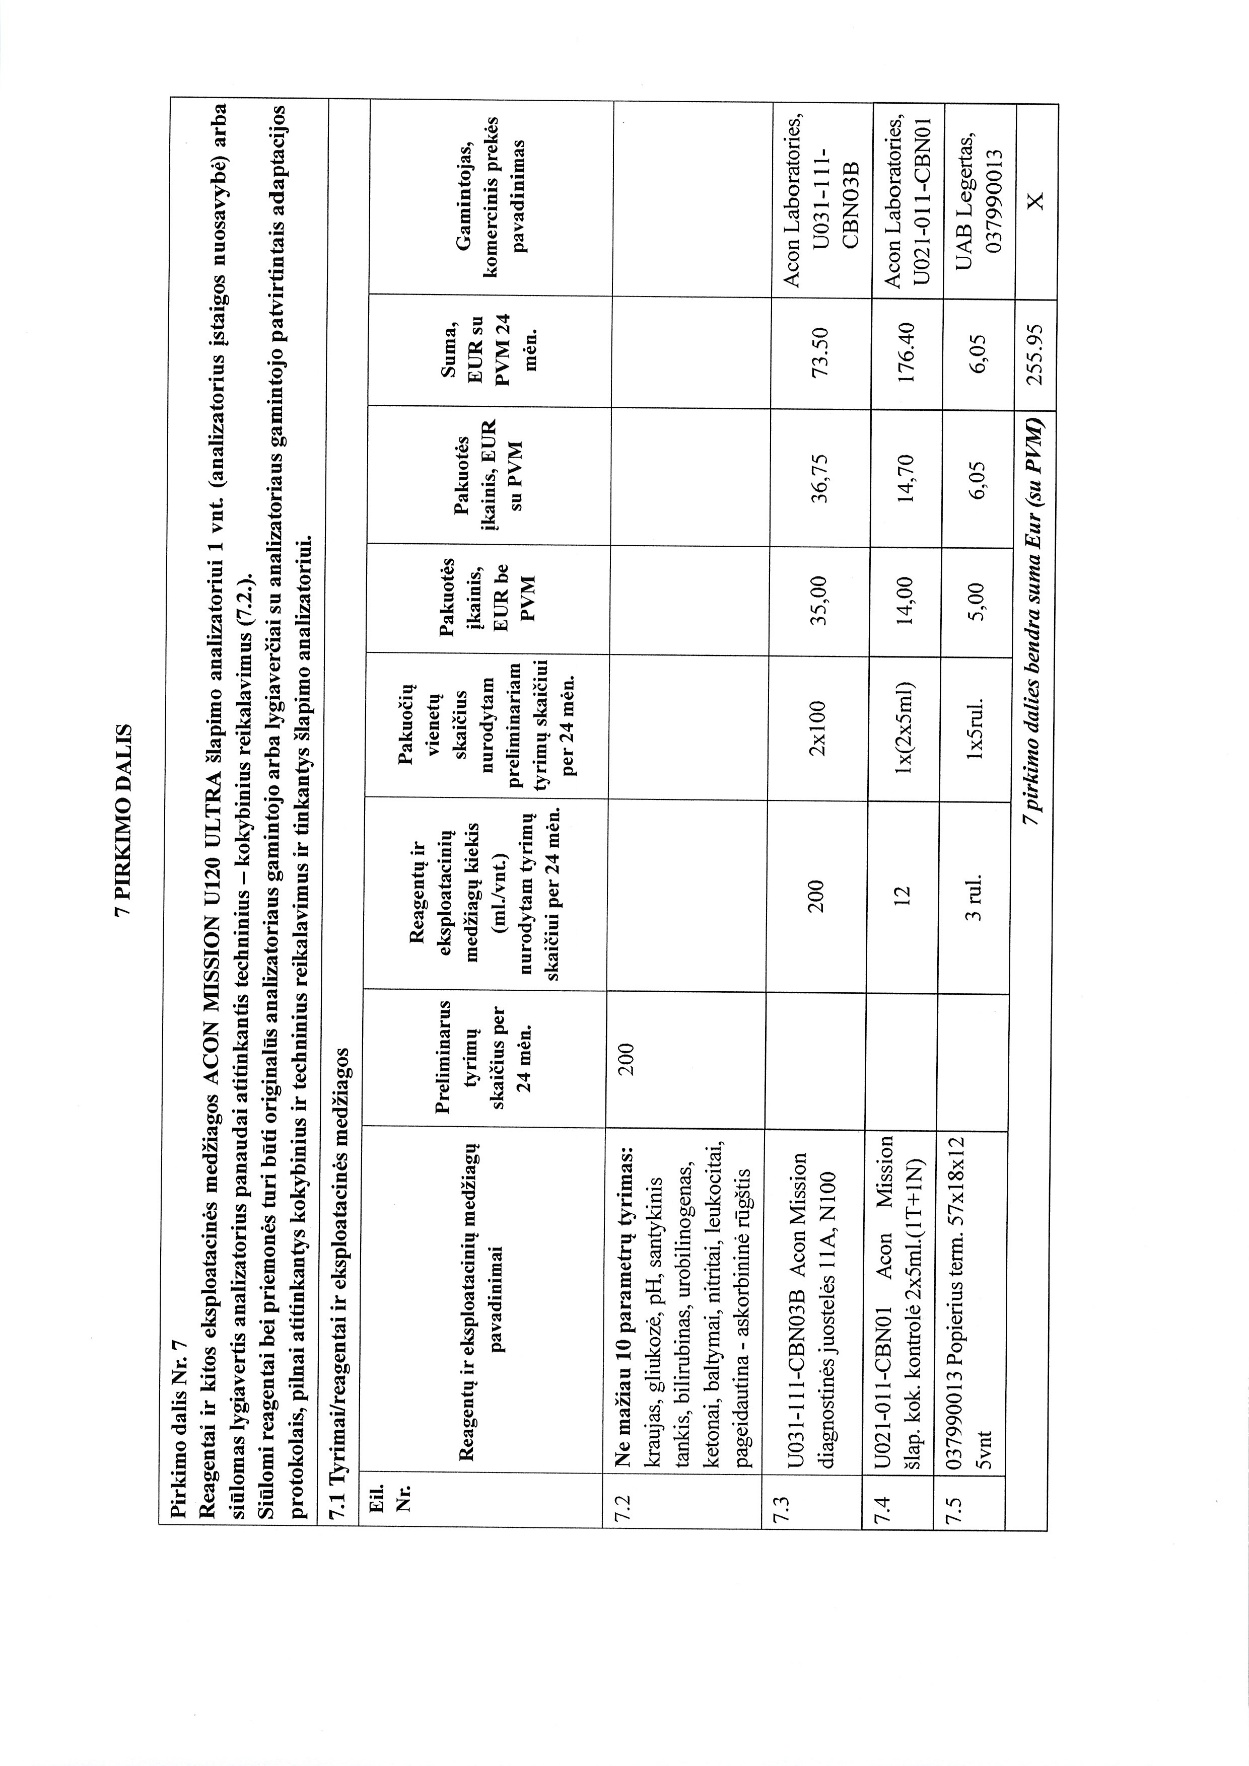 7 PIRKIMO DALIS
Pirkimo dalis Nr. 7
Reagentai ir kitos eksploatacinės medžiagos ACON MISSION U120 ULTRA šlapimo analizatoriui 1 vnt. (analizatorius įstaigos nuosavybė) arba
siūlomas lygiavertis analizatorius panaudai atitinkantis techninius – kokybinius reikalavimus (7.2.).
Siūlomi reagentai bei priemonės turi būti originalūs analizatoriaus gamintojo arba lygiaverčiai su analizatoriaus gamintojo patvirtintais adaptacijos
protokolais, pilnai atitinkantys kokybinius ir techninius reikalavimus ir tinkantys šlapimo analizatoriui.
7.1 Tyrimai/reagentai ir eksploatacinės medžiagos
Eil.
Nr.
Reagentų ir eksploatacinių medžiagų
pavadinimai
Preliminarus
tyrimų
skaičius per
24 mėn.
Reagentų ir
eksploatacinių
medžiagų kiekis
(ml./vnt.)
nurodytam tyrimų
skaičiui per 24 mėn.
Pakuočių
vienetų
skaičius
nurodytam
preliminariam
tyrimų skaičiui
per 24 mėn.
Pakuotės
įkainis,
EUR be
PVM
Pakuotės
įkainis, EUR
su PVM
Suma,
EUR su
PVM 24
mėn.
Gamintojas,
komercinis prekės
pavadinimas
7.2
Ne mažiau 10 parametrų tyrimas:
kraujas, gliukozė, pH, santykinis
tankis, bilirubinas, urobilinogenas,
ketonai, baltymai, nitritai, leukocitai,
pageidautina - askorbininė rūgštis
200
7.3
U031-111-CBN03B Acon Mission
diagnostinės juostelės 11A, N100
200
2x100
35,00
36,75
73.50
Acon Laboratories,
U031-111-
CBN03B
7.4
U021-011-CBN01 Acon Mission
šlap. kok. kontrolė 2x5ml.(1T+1N)
12
1x(2x5ml)
14,00
14,70
176.40
Acon Laboratories,
U021-011-CBN01
7.5
037990013 Popierius term. 57x18x12
5vnt
3 rul.
1x5rul.
5,00
6,05
6,05
UAB Legertas,
037990013
7 pirkimo dalies bendra suma Eur (su PVM)
255.95
X